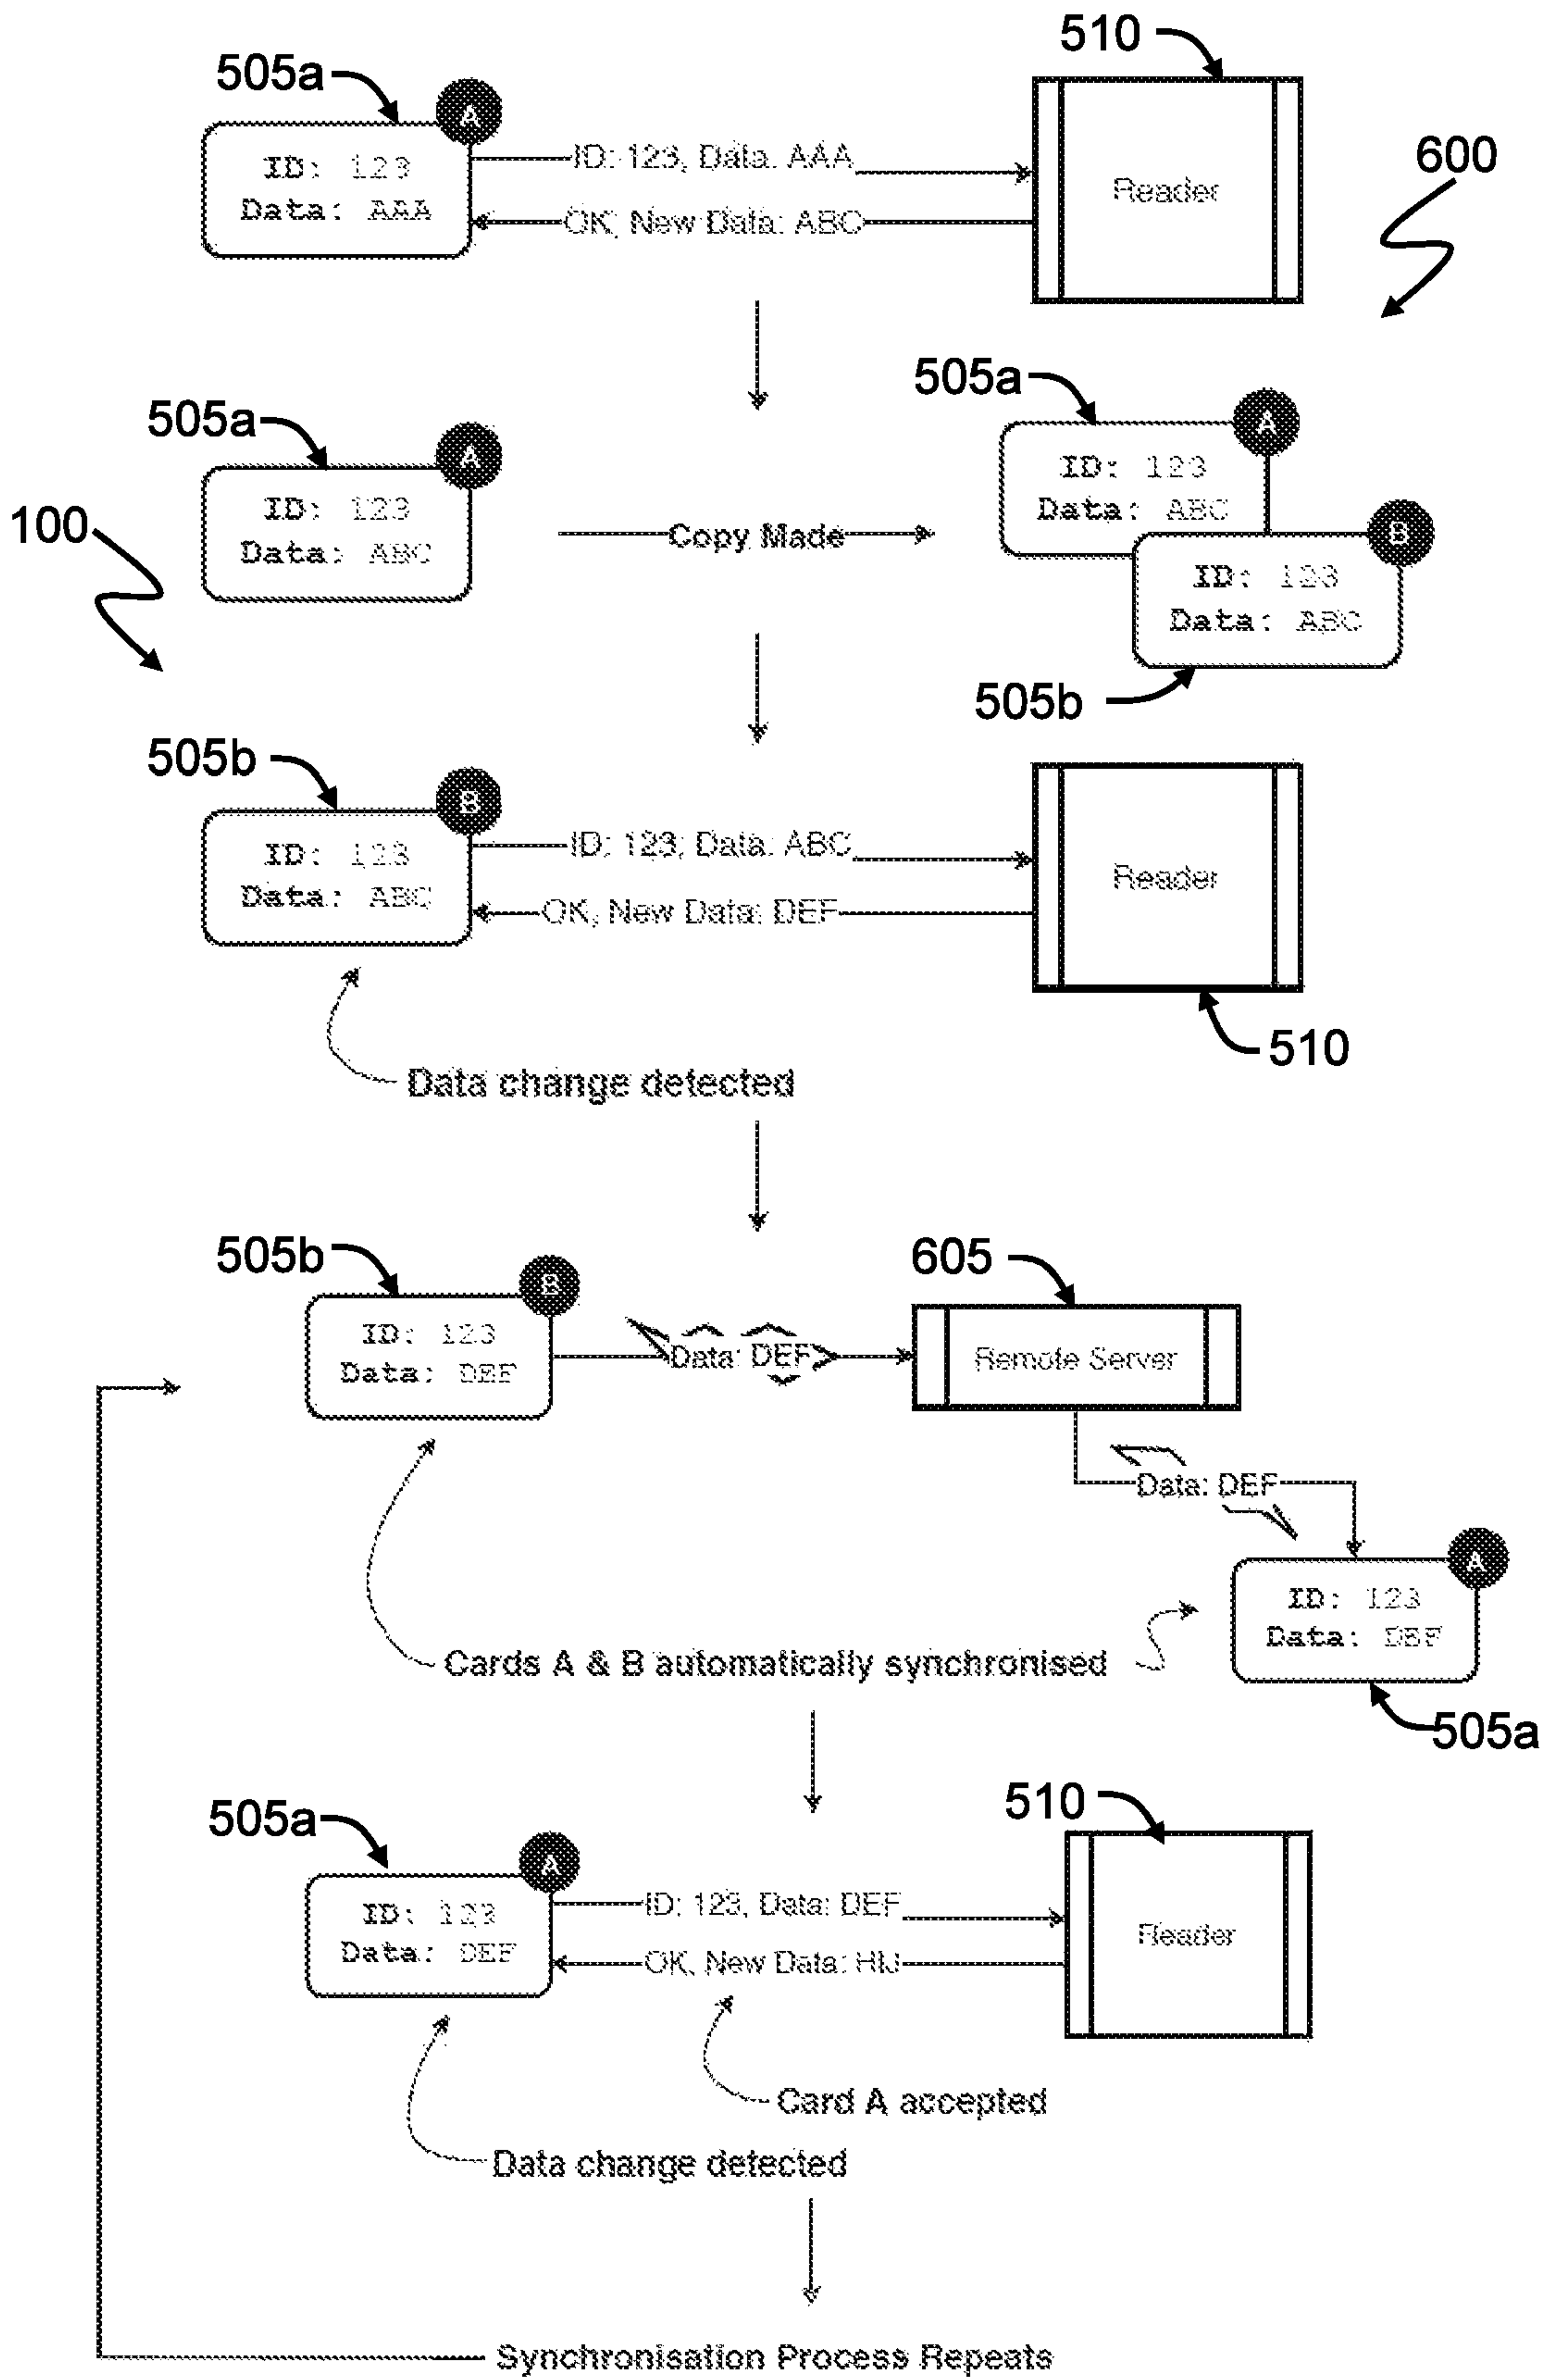 510
505a
A
600
ID: 123
Data: AAA
ID: 123, Data: AAA
OK, New Data: ABC
Reader
505a
505a
A
A
100
ID: 123
Data: ABC
Copy Made
ID: 123
Data: ABC
B
ID: 123
Data: ABC
505b
505b
B
ID: 123
Data: ABC
ID: 123, Data: ABC
OK, New Data: DEF
Reader
510
Data change detected
505b
605
B
ID: 123
Data: DEF
Data: DEF
Remote Server
Data: DEF
A
ID: 123
Data: DEF
Cards A & B automatically synchronised
505a
505a
510
A
ID: 123
Data: DEF
ID: 123, Data: DEF
OK, New Data: HIJ
Reader
Card A accepted
Data change detected
Synchronisation Process Repeats